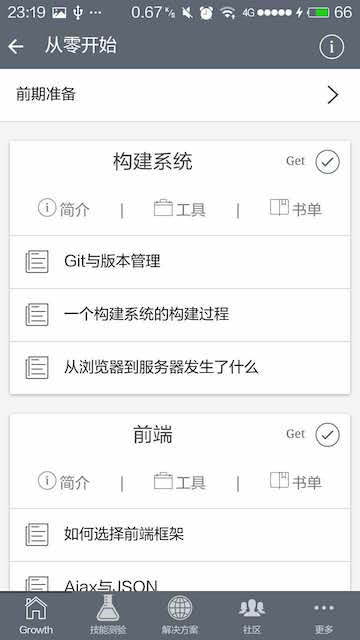 23:19 ··· 0.67 K/s 4G 66
从零开始
前期准备
构建系统 Get
简介 | 工具 | 书单
Git与版本管理
一个构建系统的构建过程
从浏览器到服务器发生了什么
前端 Get
简介 | 工具 | 书单
如何选择前端框架
Ajax与JSON
Growth 技能测验 解决方案 社区 更多